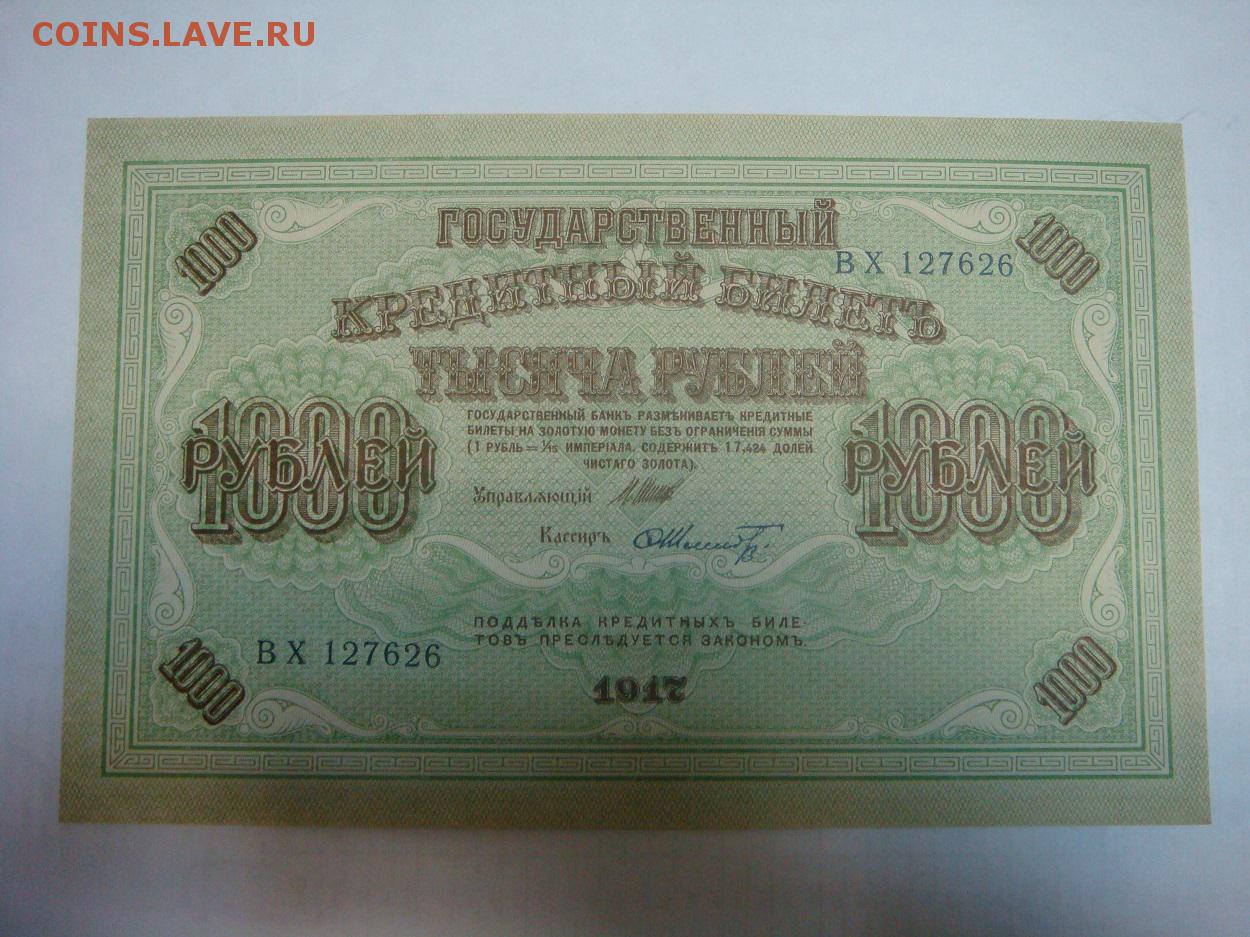 COINS.LAVE.RU
1000
ГОСУДАРСТВЕННЫЙ
1000
ВХ 127626
КРЕДИТНЫЙ БИЛЕТЪ
ТЫСЯЧА РУБЛЕЙ
1000
РУБЛЕЙ
ГОСУДАРСТВЕННЫЙ БАНКЪ РАЗМѢНИВАЕТЪ КРЕДИТНЫЕ
БИЛЕТЫ НА ЗОЛОТУЮ МОНЕТУ БЕЗЪ ОГРАНИЧЕНІЯ СУММЫ
(1 РУБЛЬ = 1/15 ИМПЕРІАЛА, СОДЕРЖИТЪ 17,424 ДОЛЕЙ
ЧИСТАГО ЗОЛОТА).
1000
РУБЛЕЙ
Управляющій
Кассиръ
ПОДДѢЛКА КРЕДИТНЫХЪ БИЛЕ-
ТОВЪ ПРЕСЛѢДУЕТСЯ ЗАКОНОМЪ.
ВХ 127626
1000
1917
1000